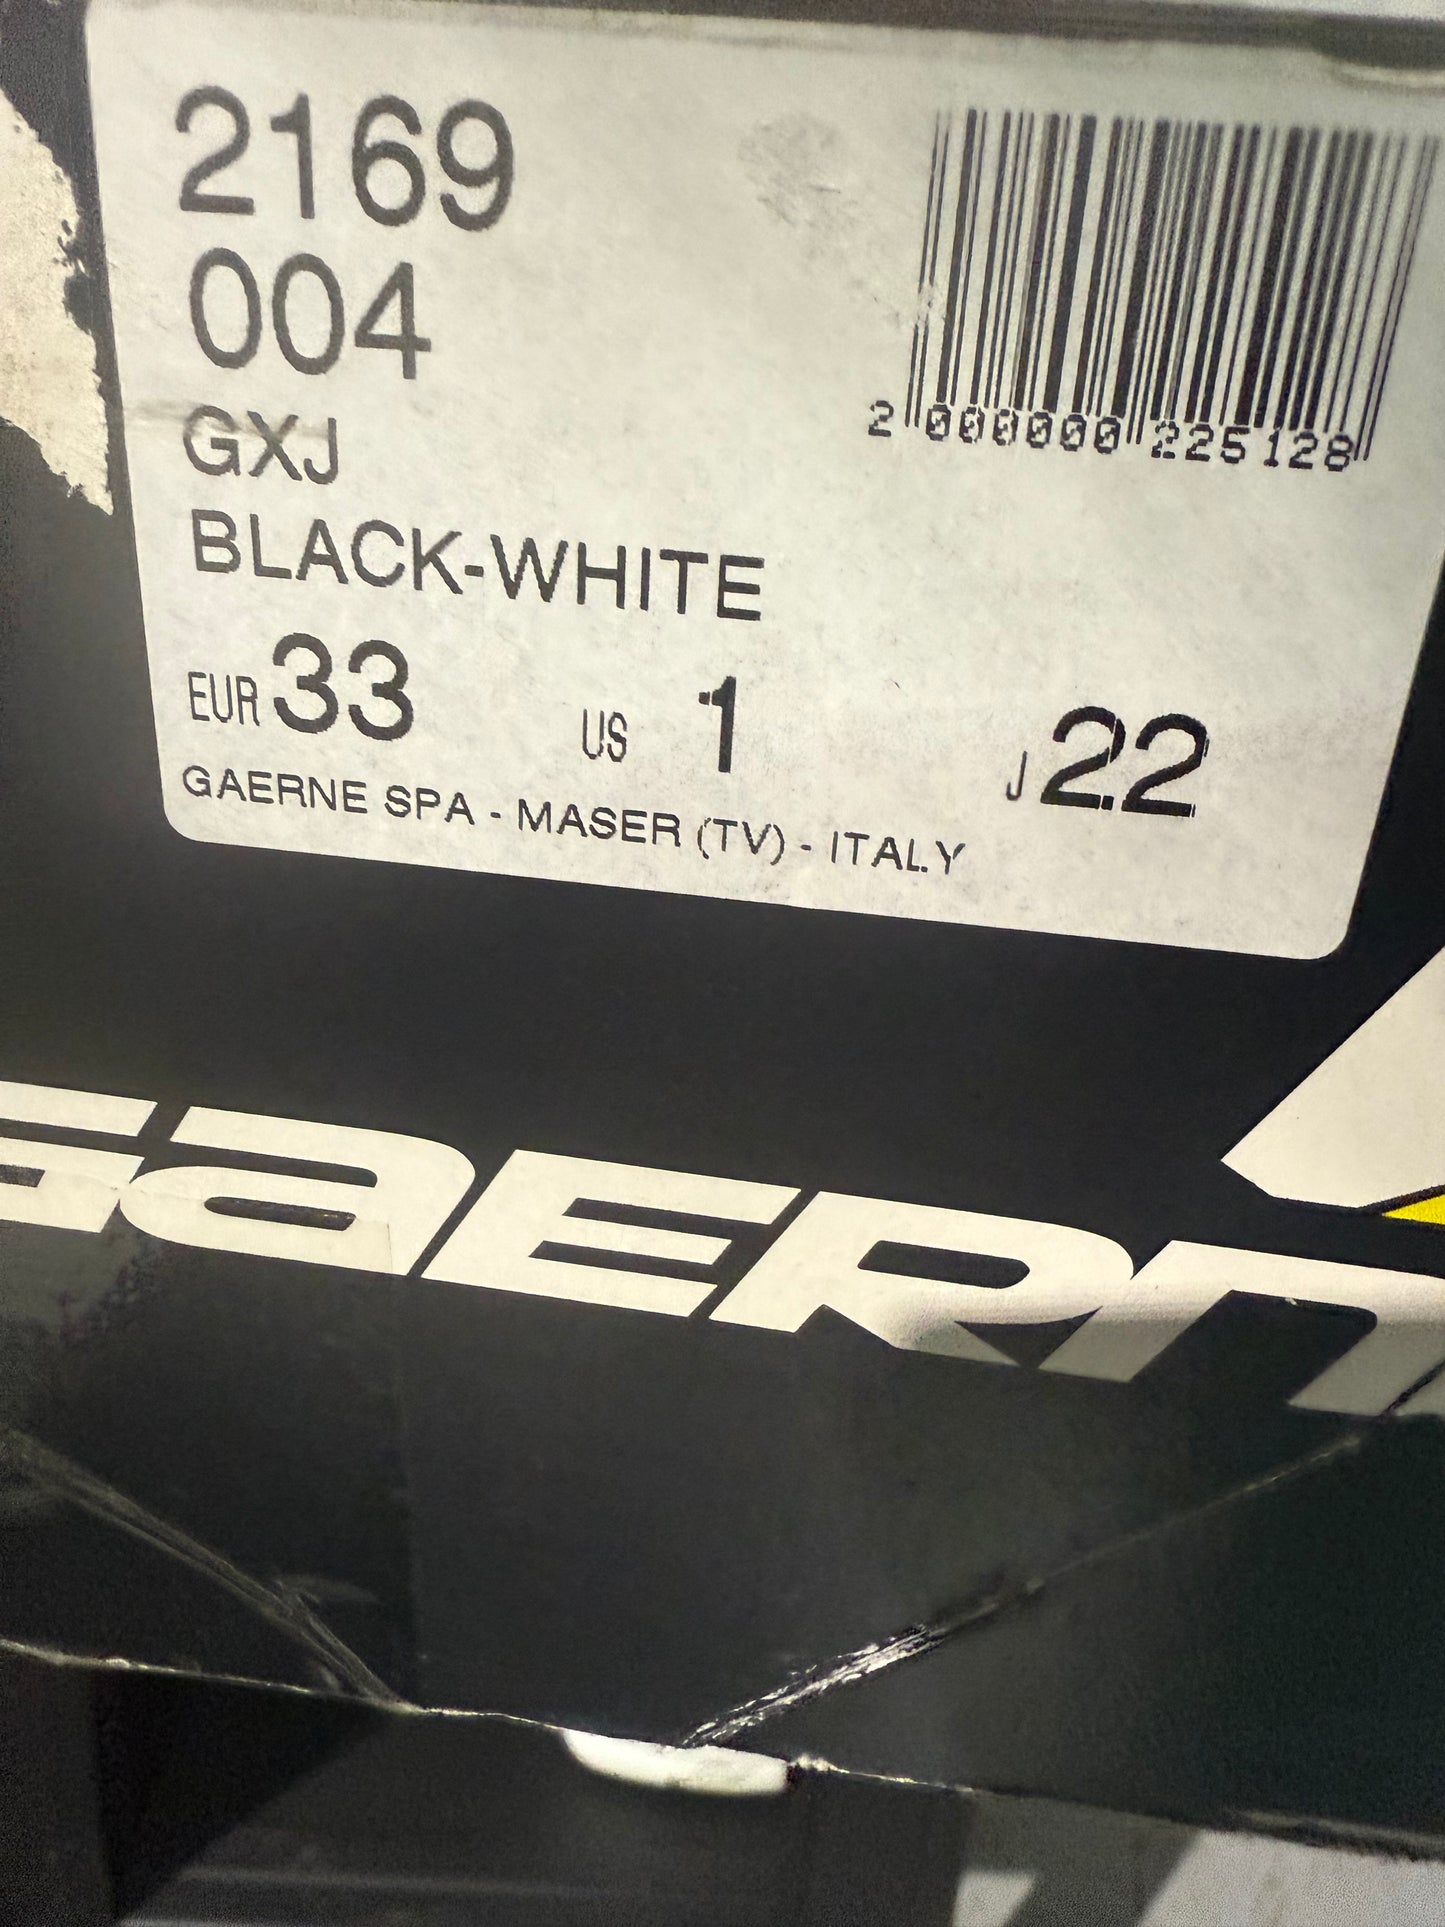 2169
004
GXJ
BLACK-WHITE
2 000000 225128
EUR 33 US 1 J 22
GAERNE SPA - MASER (TV) - ITALY
GAERN